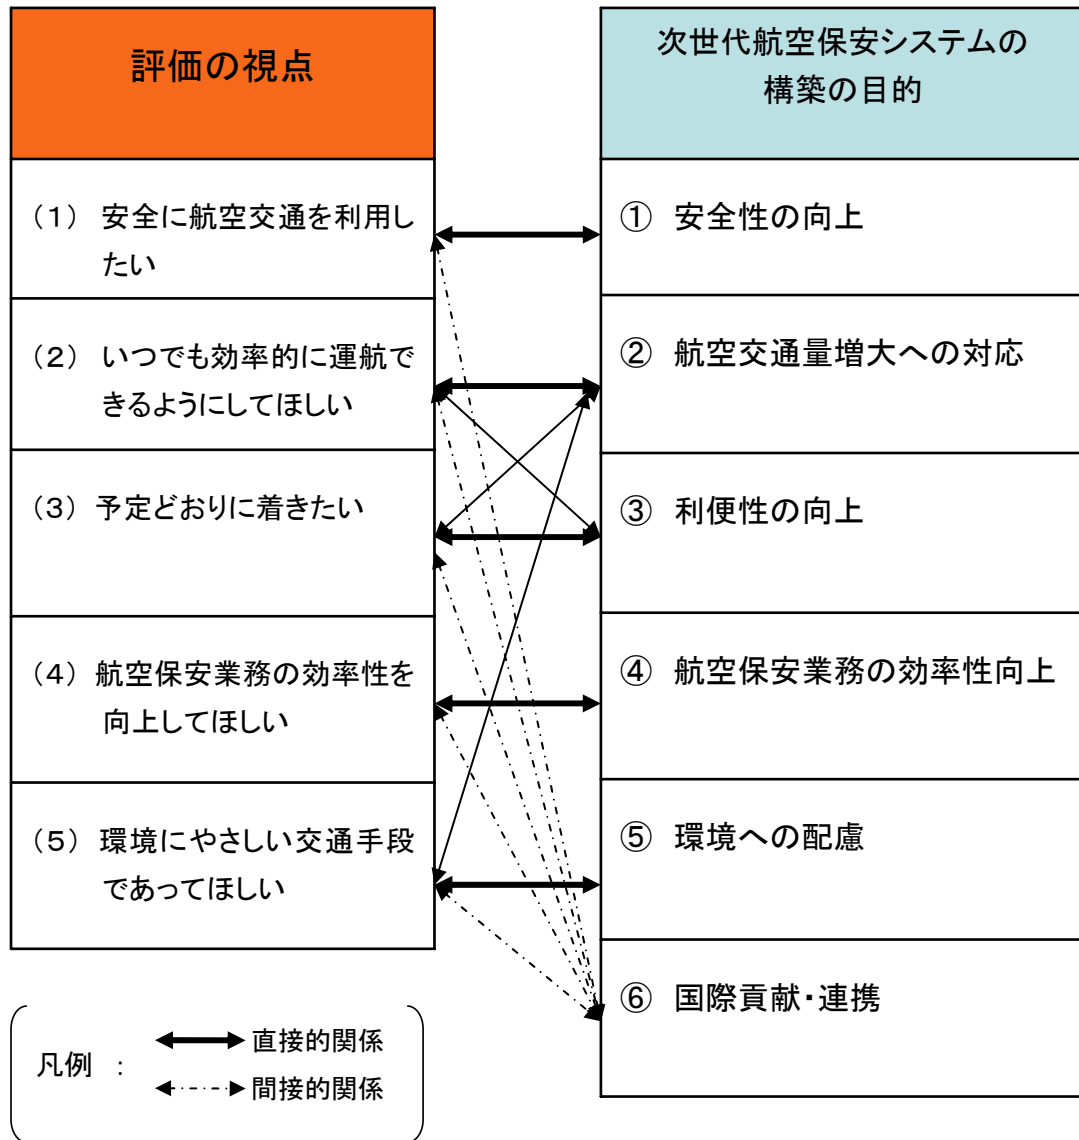 評価の視点
(1) 安全に航空交通を利用し
たい
(2) いつでも効率的に運航で
きるようにしてほしい
(3) 予定どおりに着きたい
(4) 航空保安業務の効率性を
向上してほしい
(5) 環境にやさしい交通手段
であってほしい
次世代航空保安システムの
構築の目的
① 安全性の向上
② 航空交通量増大への対応
③ 利便性の向上
④ 航空保安業務の効率性向上
⑤ 環境への配慮
⑥ 国際貢献・連携
凡例 :
直接的関係
間接的関係